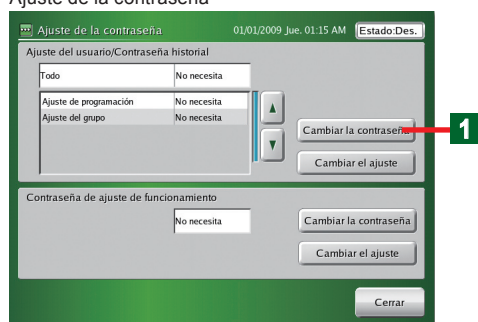 Ajuste de la contraseña
Ajuste de la contraseña 01/01/2009 Jue. 01:15 AM Estado:Des.
Ajuste del usuario/Contraseña historial
Todo No necesita
Ajuste de programación No necesita
Ajuste del grupo No necesita
Cambiar la contraseña 1
Cambiar el ajuste
Contraseña de ajuste de funcionamiento
No necesita Cambiar la contraseña
Cambiar el ajuste
Cerrar